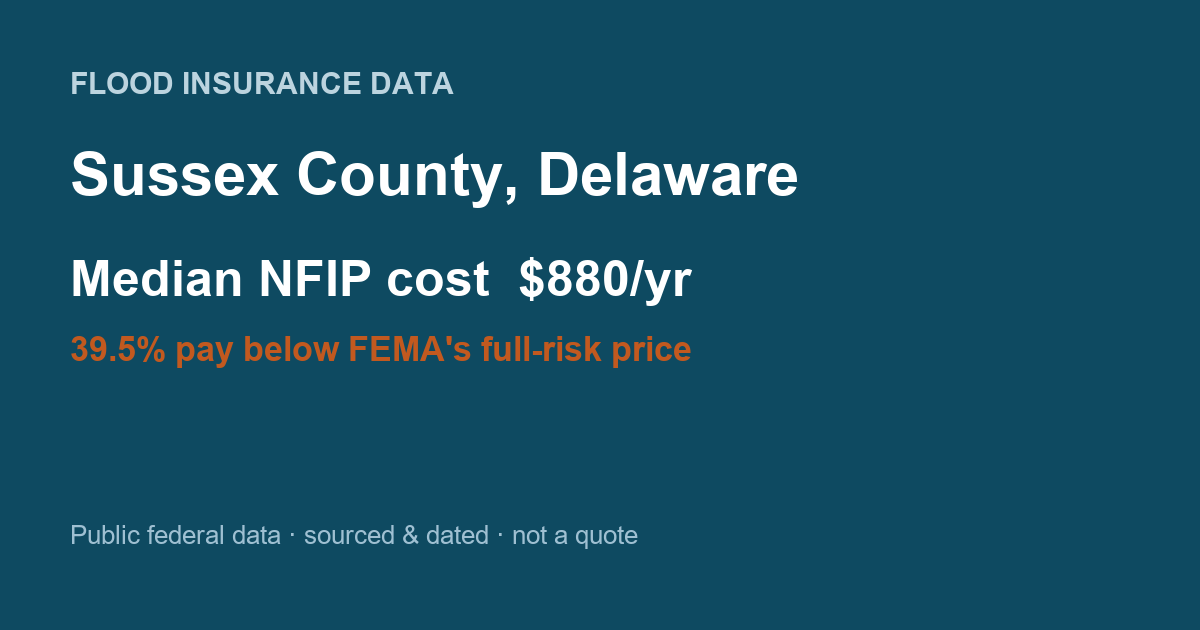 FLOOD INSURANCE DATA
Sussex County, Delaware
Median NFIP cost  $880/yr
39.5% pay below FEMA's full-risk price
Public federal data · sourced & dated · not a quote